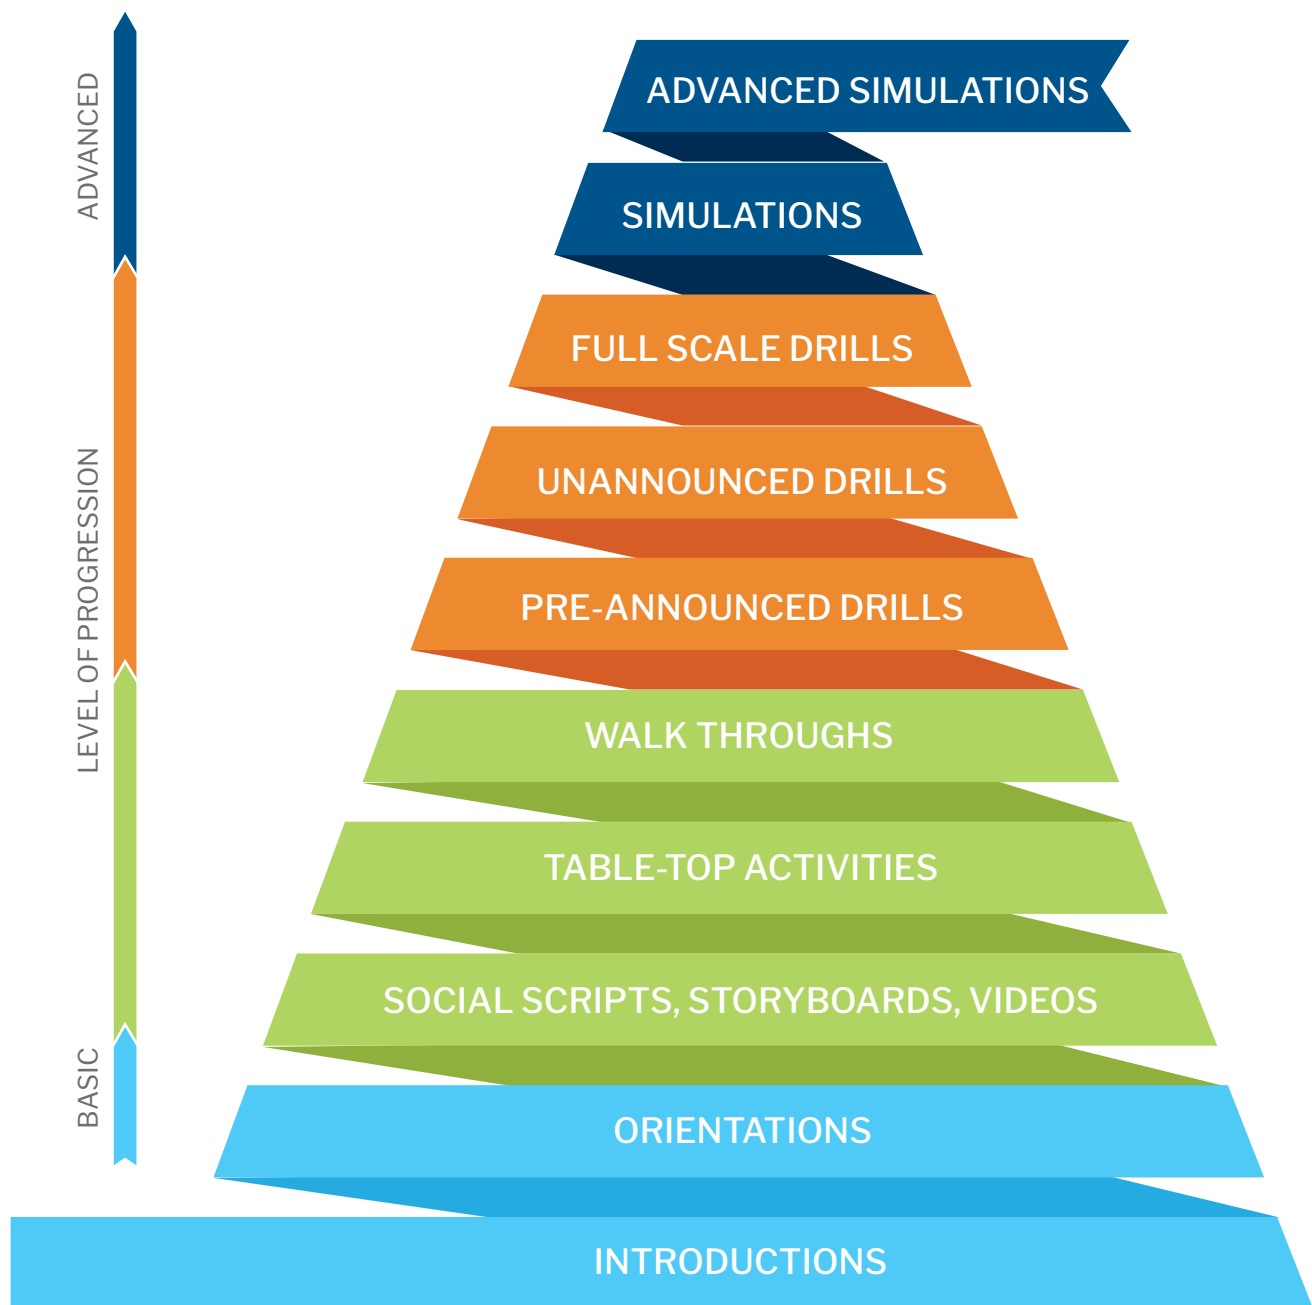 ADVANCED
LEVEL OF PROGRESSION
BASIC
ADVANCED SIMULATIONS
SIMULATIONS
FULL SCALE DRILLS
UNANNOUNCED DRILLS
PRE-ANNOUNCED DRILLS
WALK THROUGHS
TABLE-TOP ACTIVITIES
SOCIAL SCRIPTS, STORYBOARDS, VIDEOS
ORIENTATIONS
INTRODUCTIONS